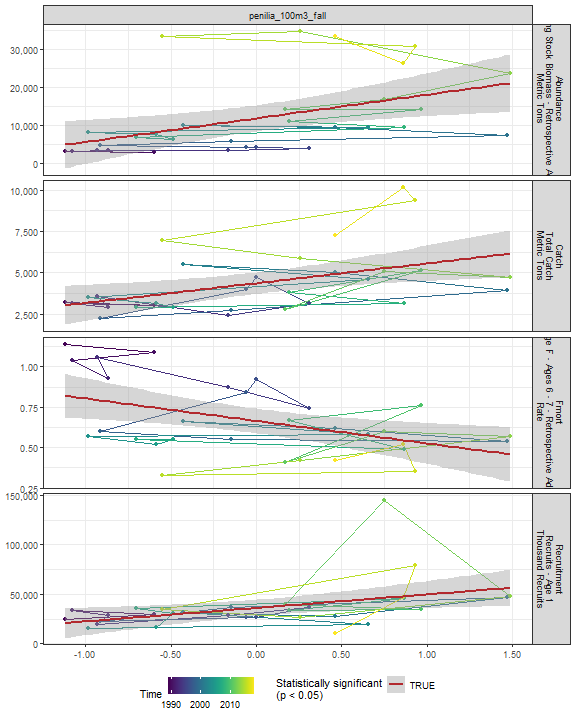 penilia_100m3_fall
30,000
20,000
10,000
0
Abundance
ng Stock Biomass - Retrospective A
Metric Tons
10,000
7,500
5,000
2,500
Catch
Total Catch
Metric Tons
1.00
0.75
0.50
0.25
Fmort
ge F - Ages 6 - 7 - Retrospective Ad
Rate
150,000
100,000
50,000
0
Recruitment
Recruits - Age 1
Thousand Recruits
-1.00
-0.50
0.00
0.50
1.00
1.50
Time
1990 2000 2010
Statistically significant
(p < 0.05)
TRUE